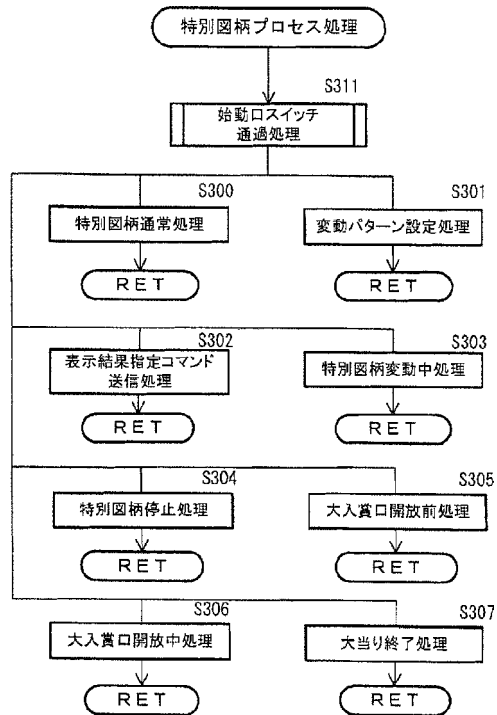 特別図柄プロセス処理
S311
始動口スイッチ
通過処理
S300
特別図柄通常処理
RET
S301
変動パターン設定処理
RET
S302
表示結果指定コマンド
送信処理
RET
S303
特別図柄変動中処理
RET
S304
特別図柄停止処理
RET
S305
大入賞口開放前処理
RET
S306
大入賞口開放中処理
RET
S307
大当り終了処理
RET